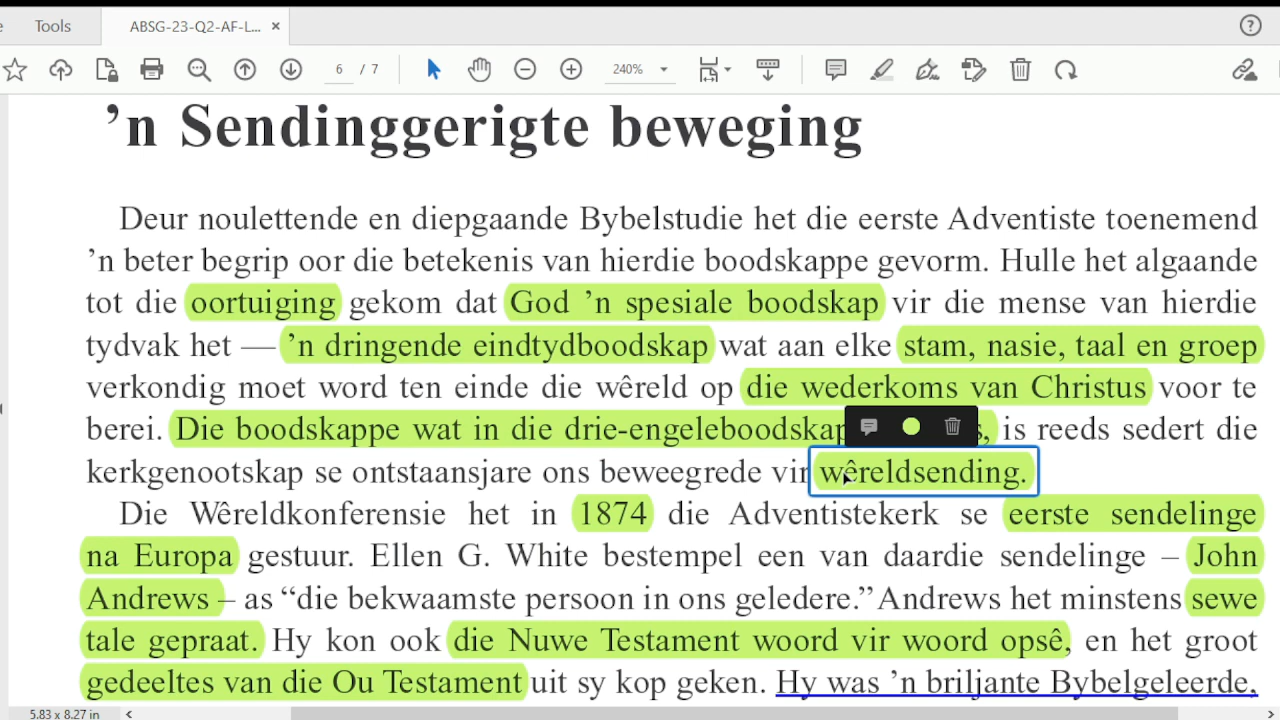 e Tools ABSG-23-Q2-AF-L... ×
6 / 7 240%
’n Sendinggerigte beweging
Deur noulettende en diepgaande Bybelstudie het die eerste Adventiste toenemend
’n beter begrip oor die betekenis van hierdie boodskappe gevorm. Hulle het algaande
tot die oortuiging gekom dat God ’n spesiale boodskap vir die mense van hierdie
tydvak het — ’n dringende eindtydboodskap wat aan elke stam, nasie, taal en groep
verkondig moet word ten einde die wêreld op die wederkoms van Christus voor te
berei. Die boodskappe wat in die drie-engeleboodskap s, is reeds sedert die
kerkgenootskap se ontstaansjare ons beweegrede vir wêreldsending.
Die Wêreldkonferensie het in 1874 die Adventistekerk se eerste sendelinge
na Europa gestuur. Ellen G. White bestempel een van daardie sendelinge – John
Andrews – as “die bekwaamste persoon in ons geledere.” Andrews het minstens sewe
tale gepraat. Hy kon ook die Nuwe Testament woord vir woord opsê, en het groot
gedeeltes van die Ou Testament uit sy kop geken. Hy was ’n briljante Bybelgeleerde,
5.83 x 8.27 in